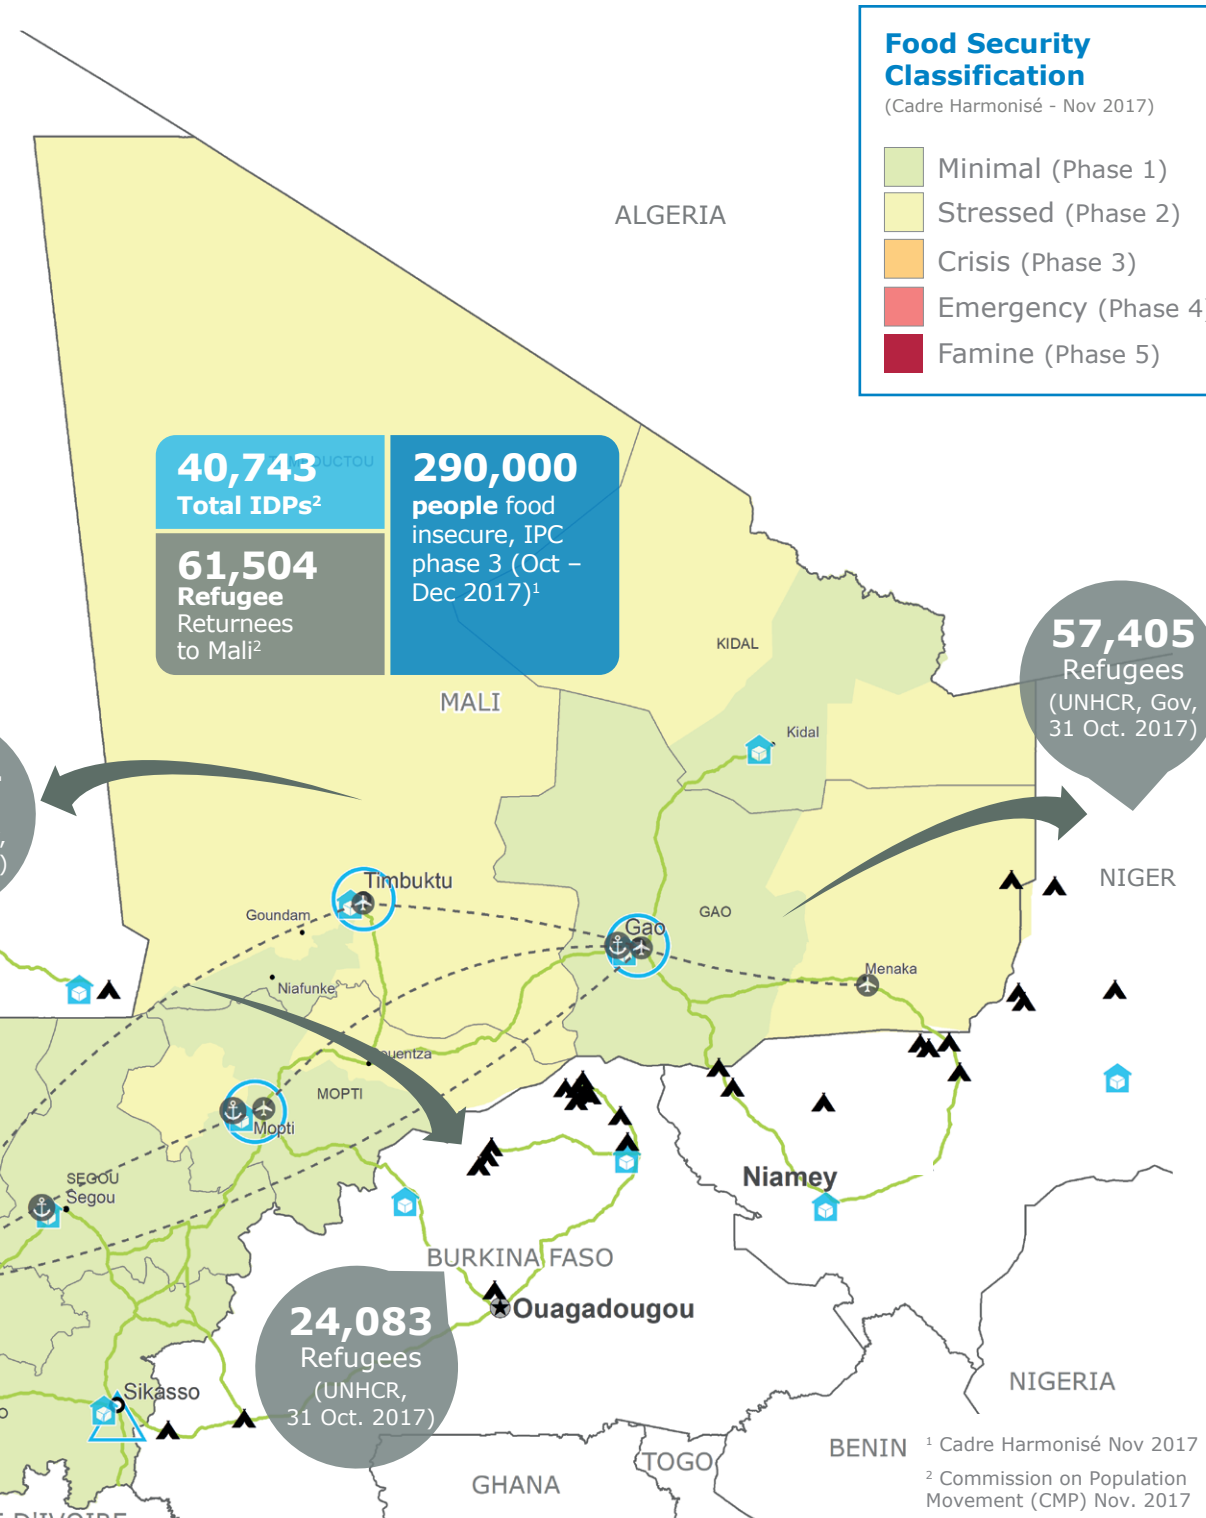 Food Security
Classification
(Cadre Harmonisé - Nov 2017)
Minimal (Phase 1)
Stressed (Phase 2)
Crisis (Phase 3)
Emergency (Phase 4)
Famine (Phase 5)
ALGERIA
40,743
Total IDPs²
61,504
Refugee
Returnees
to Mali²
290,000
people food
insecure, IPC
phase 3 (Oct –
Dec 2017)¹
KIDAL
57,405
Refugees
(UNHCR, Gov,
31 Oct. 2017)
MALI
Kidal
NIGER
Timbuktu
Goundam
GAO
Gao
Menaka
Niafunke
MOPTI
Mopti
SEGOU
Segou
Niamey
BURKINA FASO
Ouagadougou
24,083
Refugees
(UNHCR,
31 Oct. 2017)
Sikasso
NIGERIA
BENIN
TOGO
GHANA
¹ Cadre Harmonisé Nov 2017
² Commission on Population
Movement (CMP) Nov. 2017